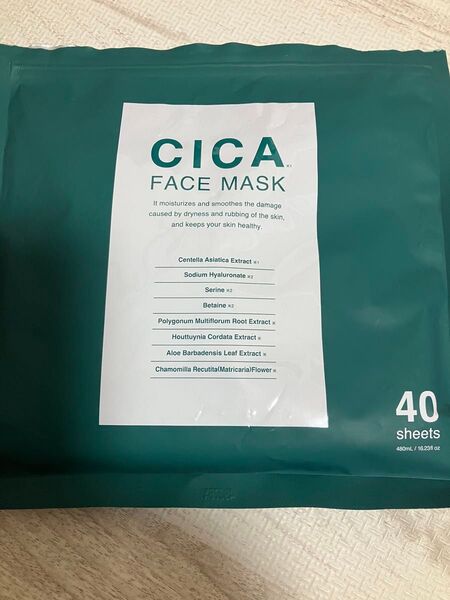 CICA※1
FACE MASK
It moisturizes and smoothes the damage
caused by dryness and rubbing of the skin,
and keeps your skin healthy.
Centella Asiatica Extract ※1
Sodium Hyaluronate ※2
Serine ※2
Betaine ※2
Polygonum Multiflorum Root Extract ※
Houttuynia Cordata Extract ※
Aloe Barbadensis Leaf Extract ※
Chamomilla Recutita(Matricaria)Flower ※
40
sheets
480mL / 16.23fl oz